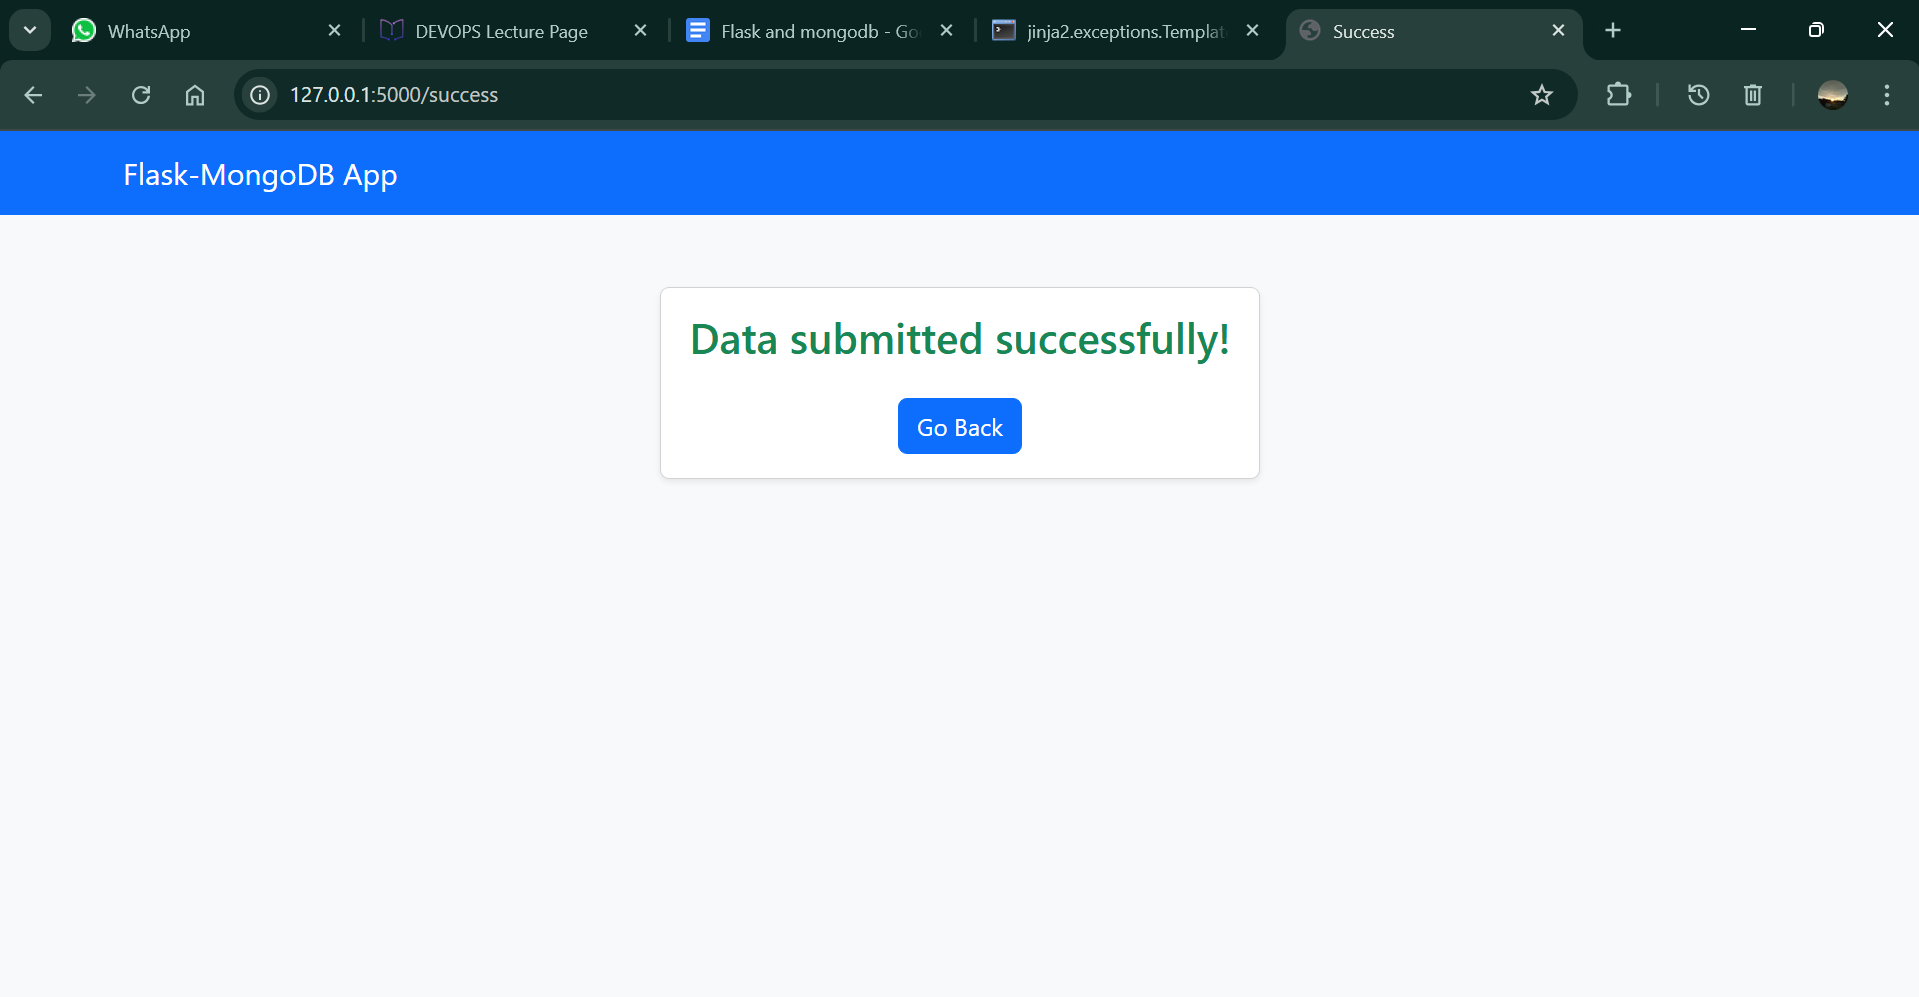 WhatsApp
DEVOPS Lecture Page
Flask and mongodb - Go
jinja2.exceptions.Templat
Success
127.0.0.1:5000/success
Flask-MongoDB App
Data submitted successfully!
Go Back